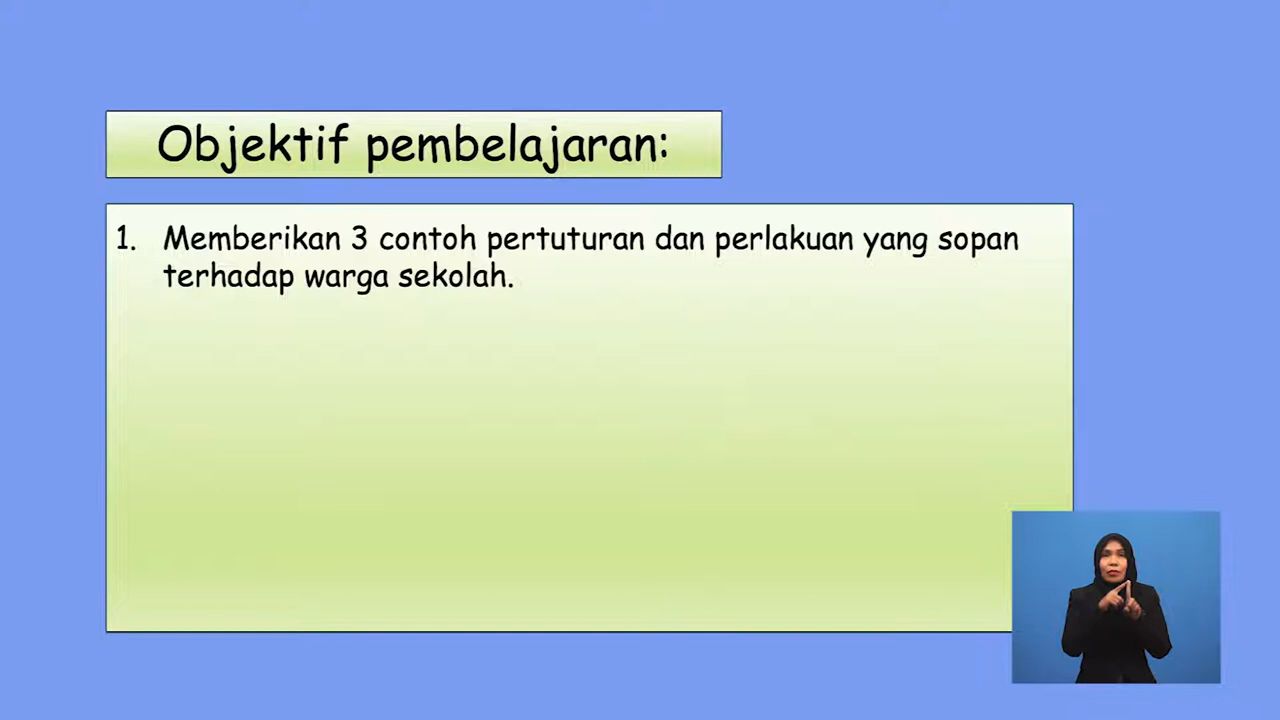 Objektif pembelajaran:
1. Memberikan 3 contoh pertuturan dan perlakuan yang sopan
terhadap warga sekolah.